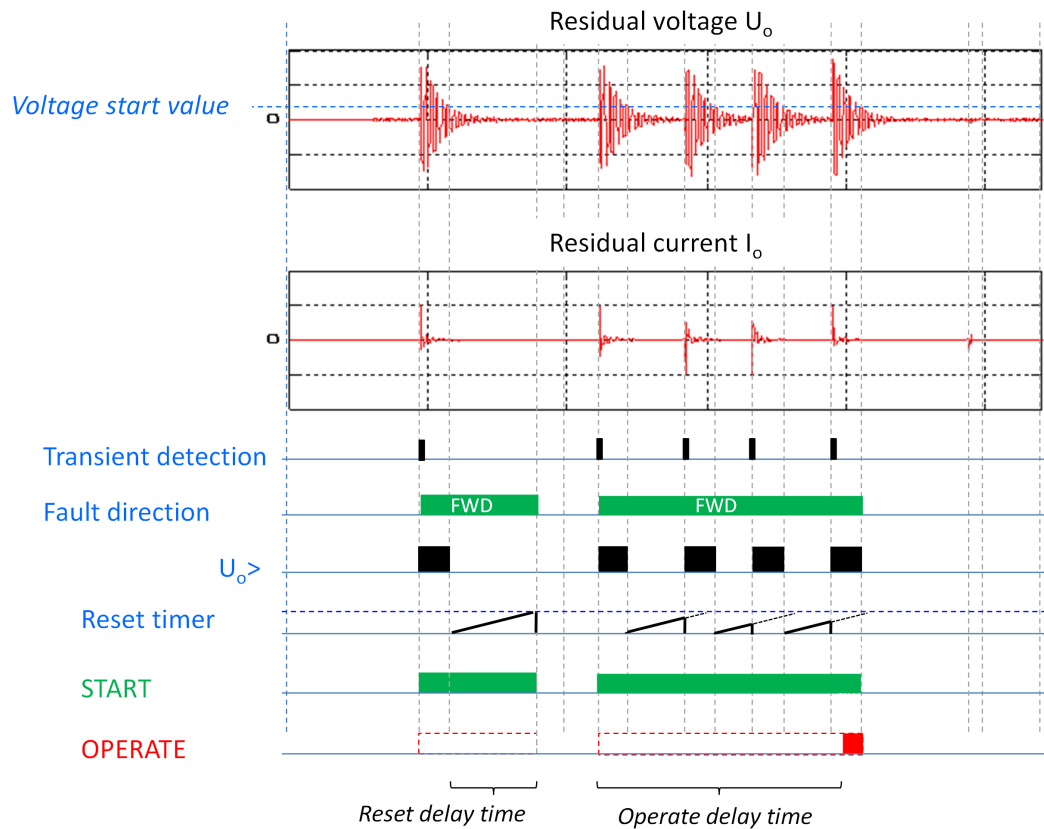 Residual voltage Uo
Voltage start value
0
Residual current Io
0
Transient detection
Fault direction
FWD
FWD
Uo>
Reset timer
START
OPERATE
Reset delay time
Operate delay time